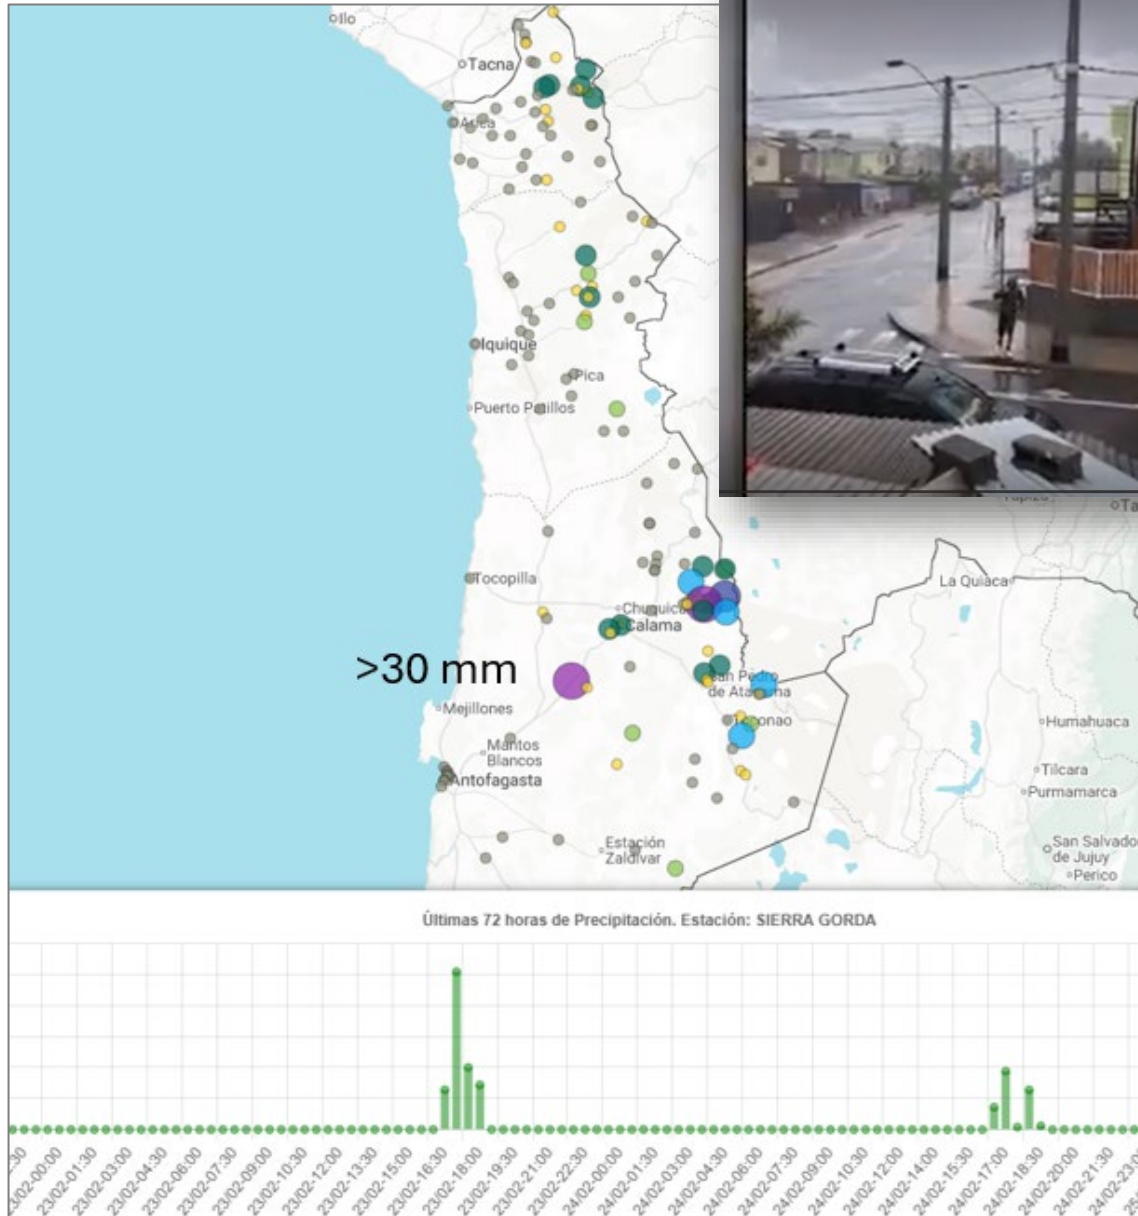 Ilo
Tacna
Arica
Iquique
Pica
Puerto Patillos
Tocopilla
La Quiaca
Calama
>30 mm
San Pedro
de Atacama
Mejillones
Toconao
Humahuaca
Mantos
Blancos
Antofagasta
Tilcara
Purmamarca
Estación
Zaldívar
San Salvado
de Jujuy
Perico
Últimas 72 horas de Precipitación. Estación: SIERRA GORDA
23/02-00:00
23/02-01:30
23/02-03:00
23/02-04:30
23/02-06:00
23/02-07:30
23/02-09:00
23/02-10:30
23/02-12:00
23/02-13:30
23/02-15:00
23/02-16:30
23/02-18:00
23/02-19:30
23/02-21:00
23/02-22:30
24/02-00:00
24/02-01:30
24/02-03:00
24/02-04:30
24/02-06:00
24/02-07:30
24/02-09:00
24/02-10:30
24/02-12:00
24/02-14:00
24/02-15:30
24/02-17:00
24/02-18:30
24/02-20:00
24/02-21:30